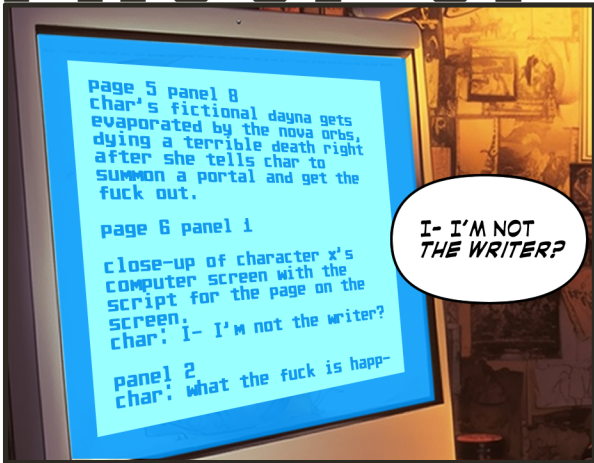 page 5 panel 8
char's fictional dayna gets
evaporated by the nova orbs,
dying a terrible death right
after she tells char to
summon a portal and get the
fuck out.
page 6 panel 1
close-up of character x's
computer screen with the
script for the page on the
screen.
char: I- I'm not the writer?
panel 2
char: what the fuck is happ-
I- I'M NOT
THE WRITER?